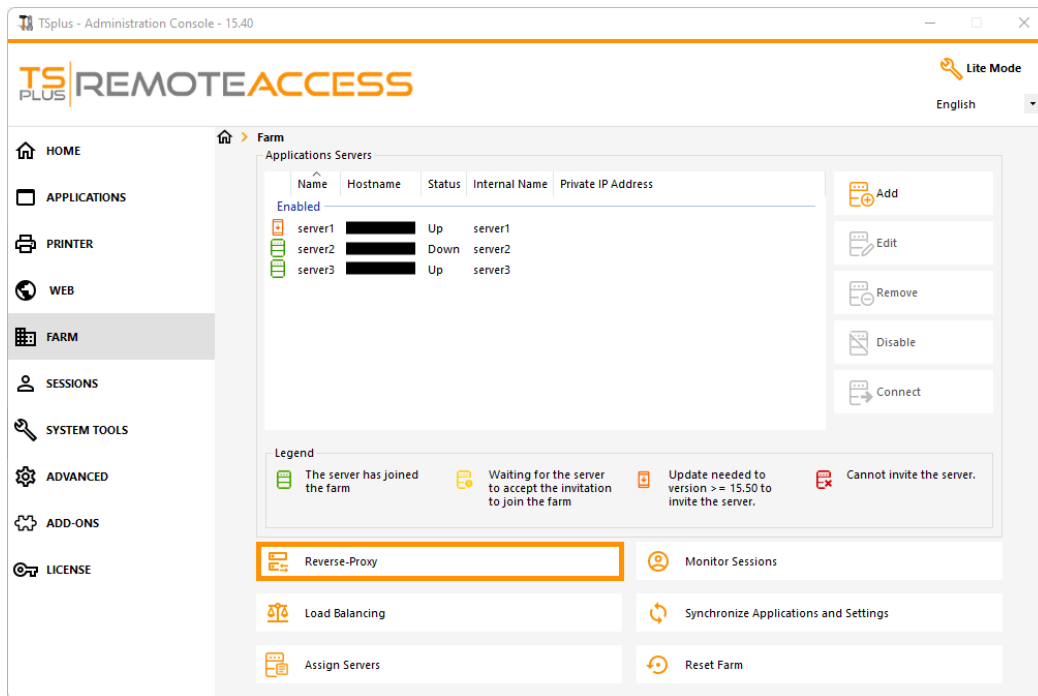 TSplus - Administration Console - 15.40
TS PLUS REMOTEACCESS
Lite Mode
English
HOME
APPLICATIONS
PRINTER
WEB
FARM
SESSIONS
SYSTEM TOOLS
ADVANCED
ADD-ONS
LICENSE
Farm
Applications Servers
Name Hostname Status Internal Name Private IP Address
Enabled
server1 Up server1
server2 Down server2
server3 Up server3
Add
Edit
Remove
Disable
Connect
Legend
The server has joined
the farm
Waiting for the server
to accept the invitation
to join the farm
Update needed to
version >= 15.50 to
invite the server.
Cannot invite the server.
Reverse-Proxy
Monitor Sessions
Load Balancing
Synchronize Applications and Settings
Assign Servers
Reset Farm